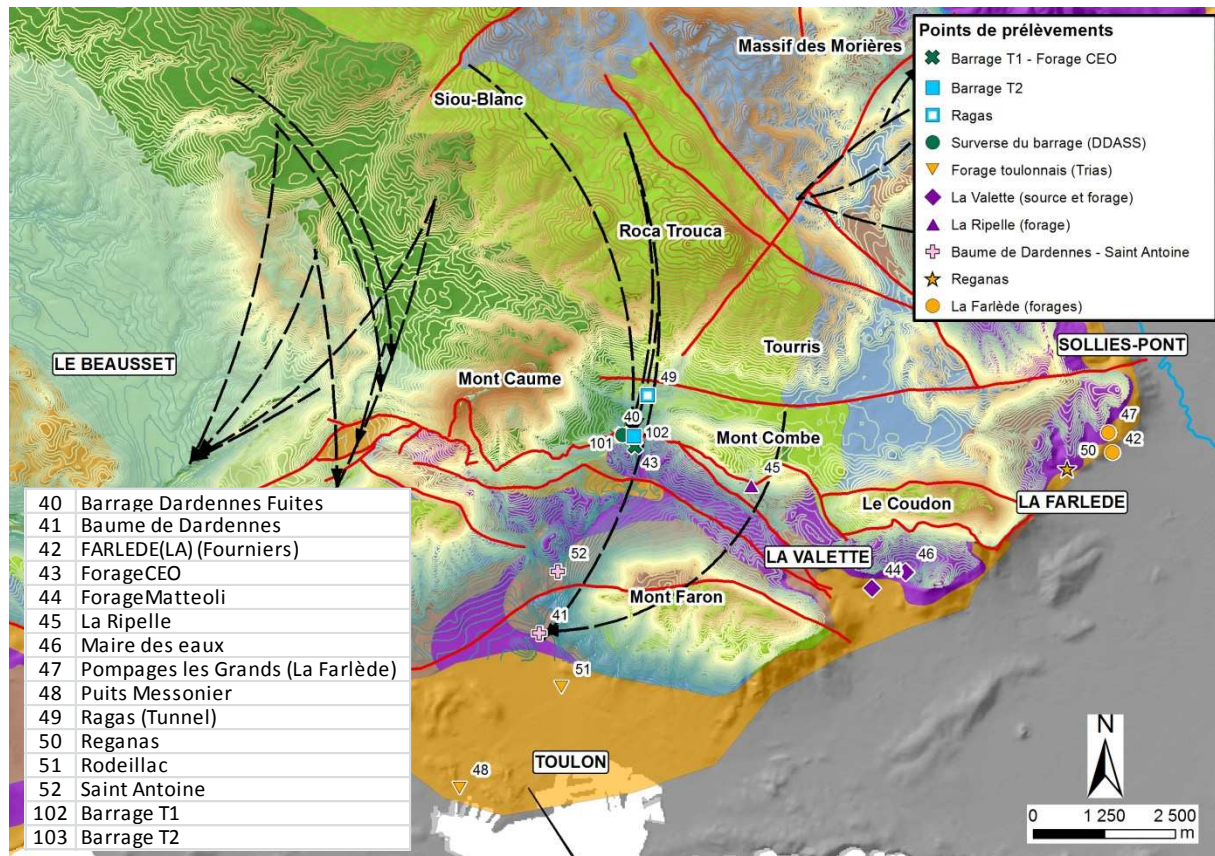 Massif des Morières
Siou-Blanc
Roca Trouca
LE BEAUSSET
Mont Caume
Tourris
SOLLIES-PONT
49
40
101
102
43
Mont Combe
45
47
42
50
Le Coudon
LA FARLEDE
52
LA VALETTE
46
44
Mont Faron
41
51
48
TOULON
Points de prélèvements
Barrage T1 - Forage CEO
Barrage T2
Ragas
Surverse du barrage (DDASS)
Forage toulonnais (Trias)
La Valette (source et forage)
La Ripelle (forage)
Baume de Dardennes - Saint Antoine
Reganas
La Farlède (forages)
40 Barrage Dardennes Fuites
41 Baume de Dardennes
42 FARLEDE(LA) (Fourniers)
43 ForageCEO
44 ForageMatteoli
45 La Ripelle
46 Maire des eaux
47 Pompages les Grands (La Farlède)
48 Puits Messonier
49 Ragas (Tunnel)
50 Reganas
51 Rodeillac
52 Saint Antoine
102 Barrage T1
103 Barrage T2
N
0 1 250 2 500
m